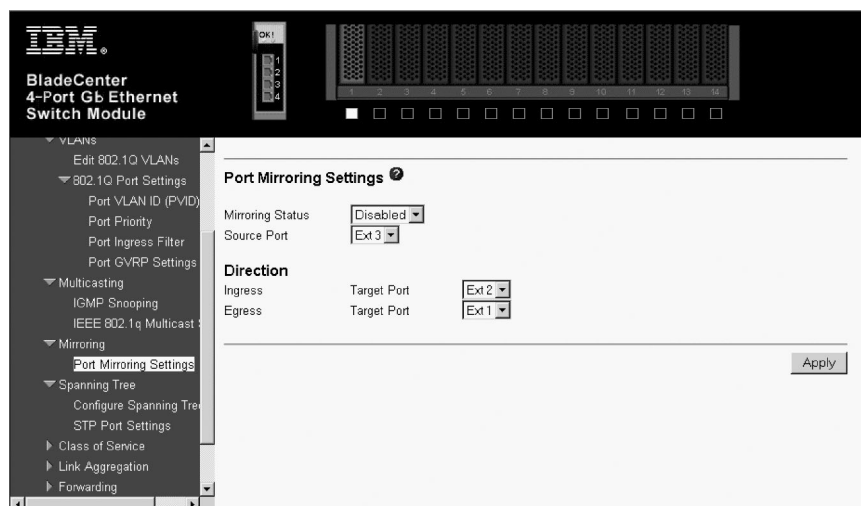 IBM.
BladeCenter
4-Port Gb Ethernet
Switch Module
OK!
1
2
3
4
1 2 3 4 5 6 7 8 9 10 11 12 13 14
VLANs
Edit 802.1Q VLANs
802.1Q Port Settings
Port VLAN ID (PVID)
Port Priority
Port Ingress Filter
Port GVRP Settings
Multicasting
IGMP Snooping
IEEE 802.1q Multicast
Mirroring
Port Mirroring Settings
Spanning Tree
Configure Spanning Tree
STP Port Settings
Class of Service
Link Aggregation
Forwarding
Port Mirroring Settings ?
Mirroring Status Disabled
Source Port Ext 3
Direction
Ingress Target Port Ext 2
Egress Target Port Ext 1
Apply